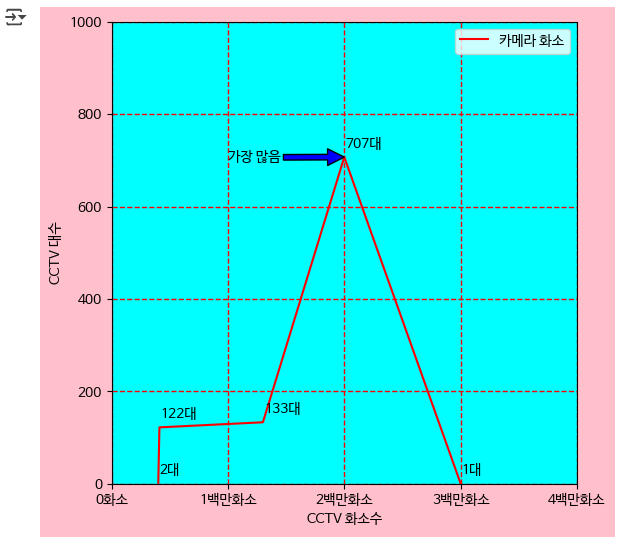 1000
카메라 화소
800
707대
가장 많음
600
CCTV 대수
400
200
122대
133대
2대
1대
0
0화소
1백만화소
2백만화소
3백만화소
4백만화소
CCTV 화소수